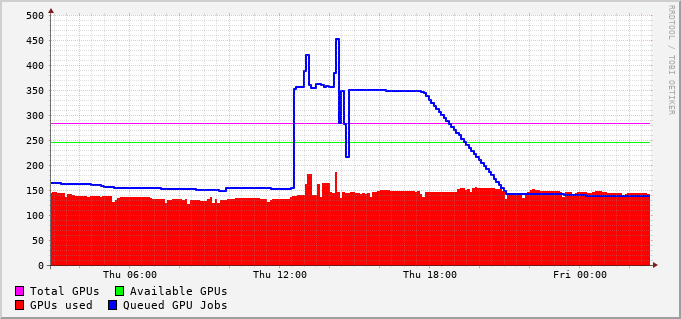 500
450
400
350
300
250
200
150
100
50
0
Thu 06:00 Thu 12:00 Thu 18:00 Fri 00:00
Total GPUs Available GPUs
GPUs used Queued GPU Jobs
RRDTOOL / TOBI OETIKER